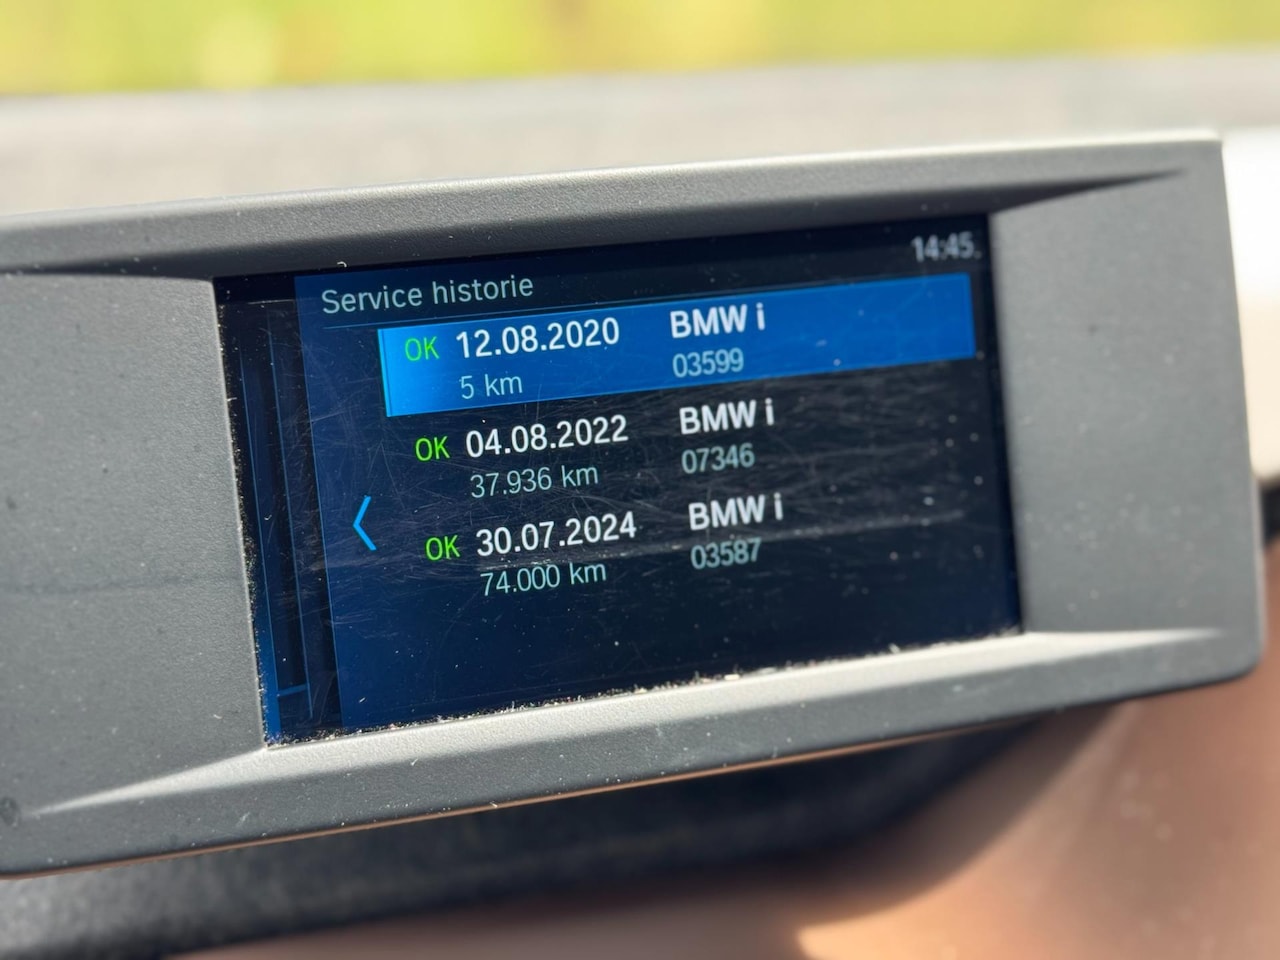 14:45
Service historie
OK 12.08.2020 BMW i
5 km 03599
OK 04.08.2022 BMW i
37.936 km 07346
OK 30.07.2024 BMW i
74.000 km 03587